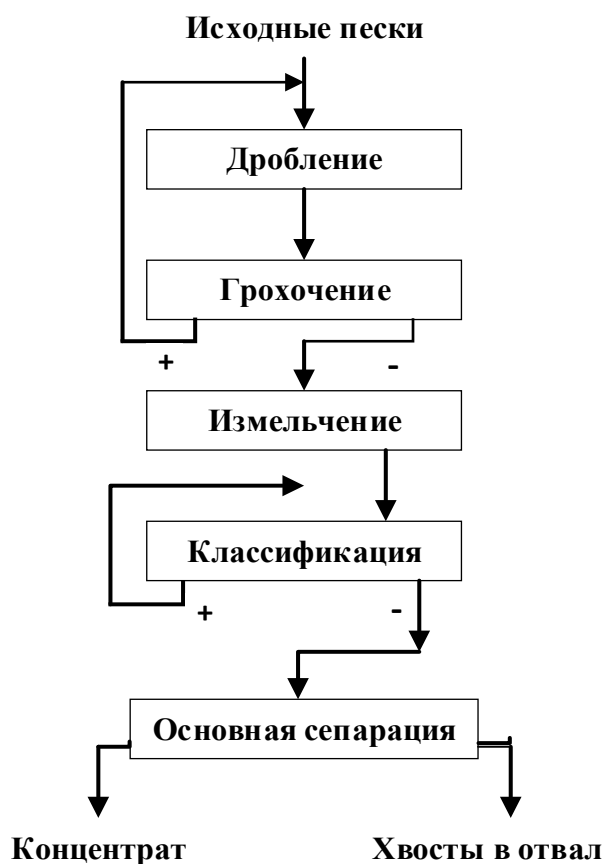 Исходные пески
Дробление
Грохочение
+ -
Измельчение
Классификация
+ -
Основная сепарация
Концентрат Хвосты в отвал